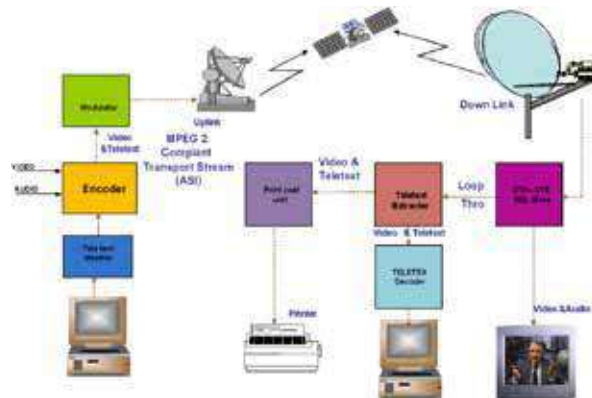 Modulator
Uplink
Down Link
Video
&Teletext
MPEG 2
Compliant
Transport Stream
(ASI)
VIDEO
AUDIO
Encoder
Video &
Teletext
Teletext
Extractor
Loop
Thro
Video & Teletext
Decoder
Printer
Video &Audio